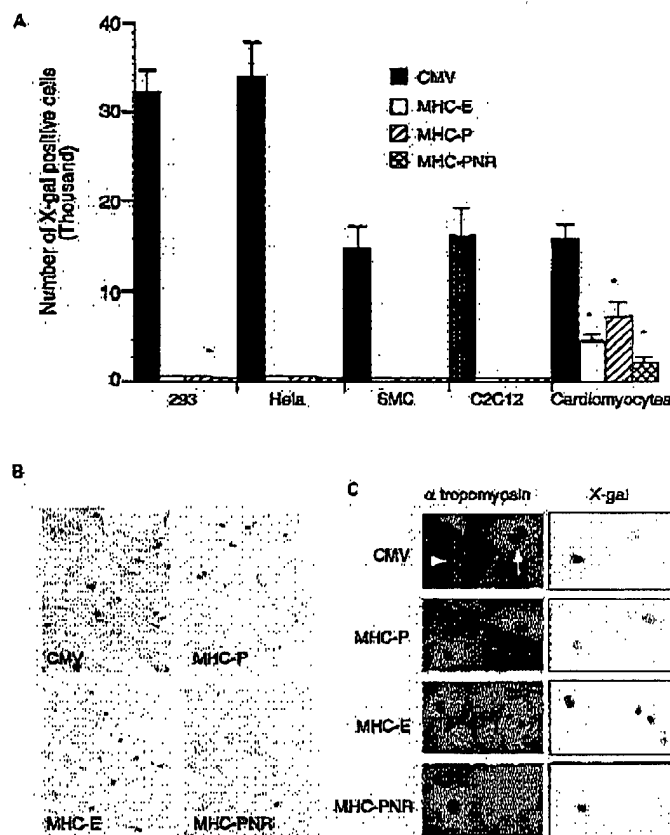 A
40
30
20
10
0
Number of X-gal positive cells
(Thousand)
CMV
MHC-E
MHC-P
MHC-PNR
293
Hela
SMC
C2C12
Cardiomyocytes
B
CMV
MHC-P
MHC-E
MHC-PNR
C
α tropomyosin
X-gal
CMV
MHC-P
MHC-E
MHC-PNR